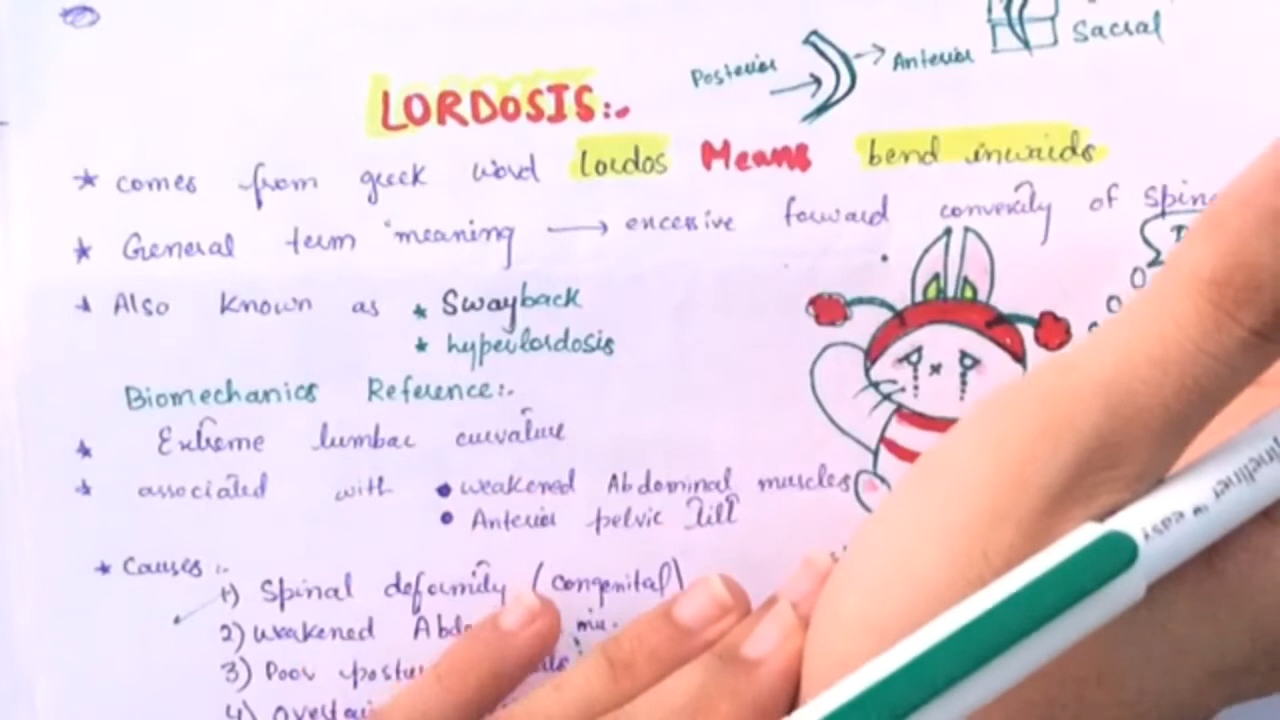 Sacral
Posterior → Anterior
LORDOSIS:-
* comes from greek word lordos Means bend inwards
* General term meaning → excessive forward convexity of spine
* Also known as * Swayback
* hyperlordosis
Biomechanics Reference:-
* Extreme lumbar curvature
* associated with • weakened Abdominal muscles
• Anterior pelvic Tilt
* Causes :-
1) Spinal deformity (congenital)
2) weakened
3) Poor
4)